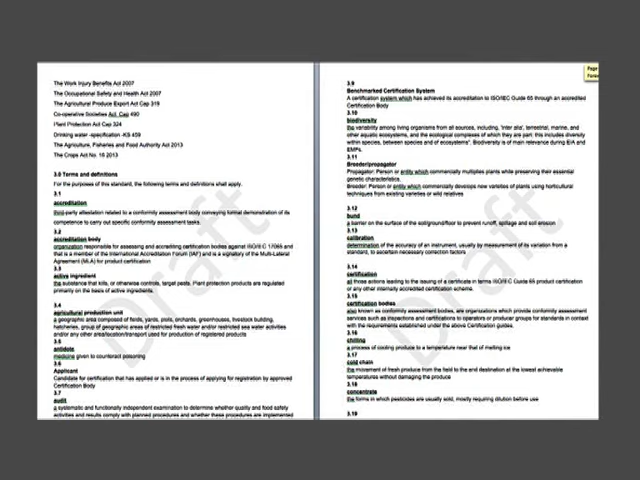 The Work Injury Benefits Act 2007
The Occupational Safety and Health Act 2007
The Agricultural Produce Export Act Cap 319
Co-operative Societies Act, Cap 490
Plant Protection Act Cap 324
Drinking water -specification -KS 459
The Agriculture, Fisheries and Food Authority Act 2013
The Crops Act No. 16 2013
3.0 Terms and definitions
For the purposes of this standard, the following terms and definitions shall apply.
3.1
accreditation
third-party attestation related to a conformity assessment body conveying formal demonstration of its
competence to carry out specific conformity assessment tasks.
3.2
accreditation body
organization responsible for assessing and accrediting certification bodies against ISO/IEC 17065 and
that is a member of the International Accreditation Forum (IAF) and is a signatory of the Multi-Lateral
Agreement (MLA) for product certification
3.3
active ingredient
the substance that kills, or otherwise controls, target pests. Plant protection products are regulated
primarily on the basis of active ingredients.
3.4
agricultural production unit
a geographic area composed of fields, yards, plots, orchards, greenhouses, livestock building,
hatcheries, group of geographic areas of restricted fresh water and/or restricted sea water activities
and/or any other area/location/transport used for production of registered products
3.5
antidote
medicine given to counteract poisoning
3.6
Applicant
Candidate for certification that has applied or is in the process of applying for registration by approved
Certification Body
3.7
audit
a systematic and functionally independent examination to determine whether quality and food safety
activities and results comply with planned procedures and whether these procedures are implemented
Draft
3.9
Benchmarked Certification System
A certification system which has achieved its accreditation to ISO/IEC Guide 65 through an accredited
Certification Body
3.10
biodiversity
the variability among living organisms from all sources, including, 'inter alia', terrestrial, marine, and
other aquatic ecosystems, and the ecological complexes of which they are part: this includes diversity
within species, between species and of ecosystems". Biodiversity is of main relevance during EIA and
EMPs.
3.11
Breeder/propagator
Propagator: Person or entity which commercially multiplies plants while preserving their essential
genetic characteristics.
Breeder: Person or entity which commercially develops new varieties of plants using horticultural
techniques from existing varieties or wild relatives
3.12
bund
a barrier on the surface of the soil/ground/floor to prevent runoff, spillage and soil erosion
3.13
calibration
determination of the accuracy of an instrument, usually by measurement of its variation from
a standard, to ascertain necessary correction factors
3.14
certification
all those actions leading to the issuing of a certificate in terms ISO/IEC Guide 65 product certification
or any other internally accredited certification scheme.
3.15
certification bodies
also known as conformity assessment bodies, are organizations which provide conformity assessment
services such as inspections and certifications to operators or producer groups for standards in context
with the requirements established under the above Certification guides.
3.16
chilling
a process of cooling produce to a temperature near that of melting ice
3.17
cold chain
the movement of fresh produce from the field to the end destination at the lowest achievable
temperatures without damaging the produce
3.18
concentrate
the forms in which pesticides are usually sold, mostly requiring dilution before use
3.19
Draft
Page